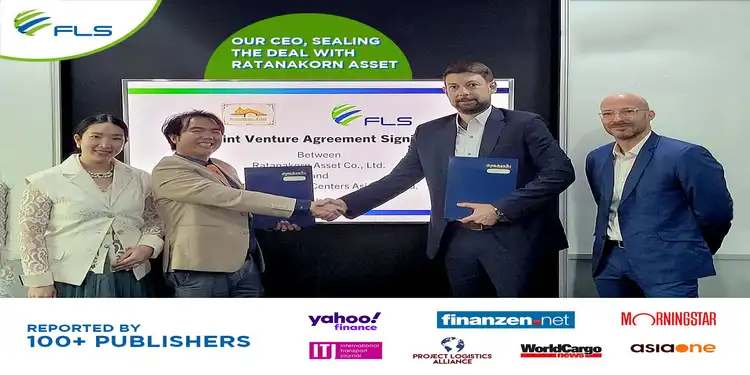 FLS
OUR CEO, SEALING
THE DEAL WITH
RATANAKORN ASSET
FLS
int Venture Agreement Signi
Between
Ratanakorn Asset Co., Ltd.
and
Centers Asi
REPORTED BY
100+ PUBLISHERS
yahoo!
finance
finanzen.net
MORNINGSTAR
ITJ international
transport
journal
PROJECT LOGISTICS
ALLIANCE
WorldCargo
news
asiaone